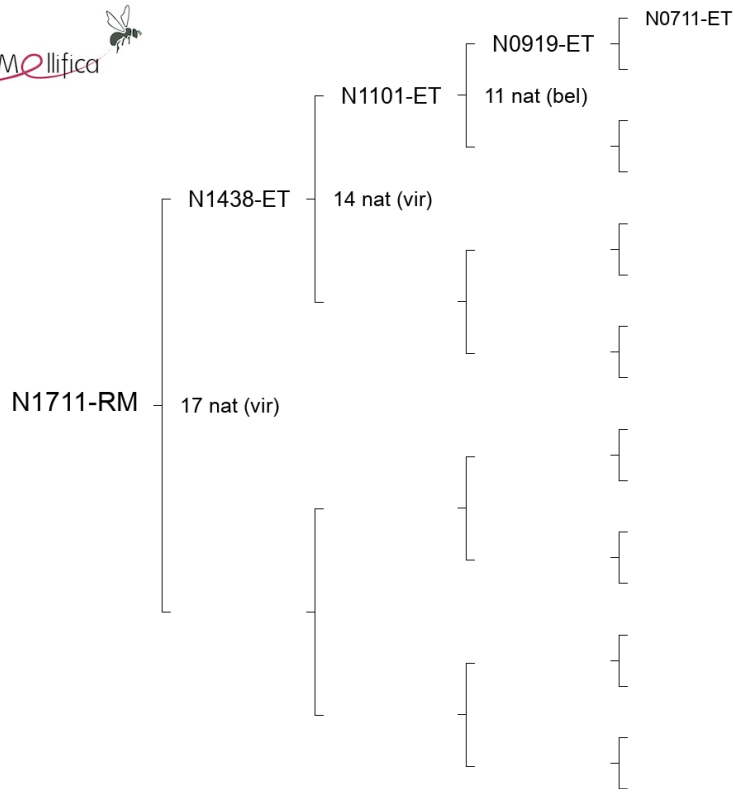 Mellifica
N0711-ET
N0919-ET
N1101-ET
11 nat (bel)
N1438-ET
14 nat (vir)
N1711-RM
17 nat (vir)